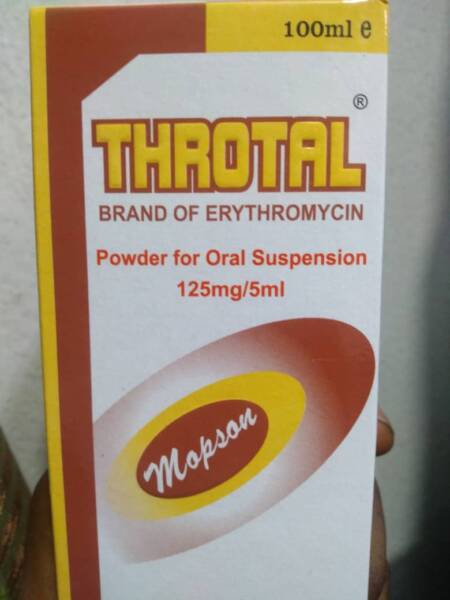 100ml e
THROTAL ®
BRAND OF ERYTHROMYCIN
Powder for Oral Suspension
125mg/5ml
Mopson